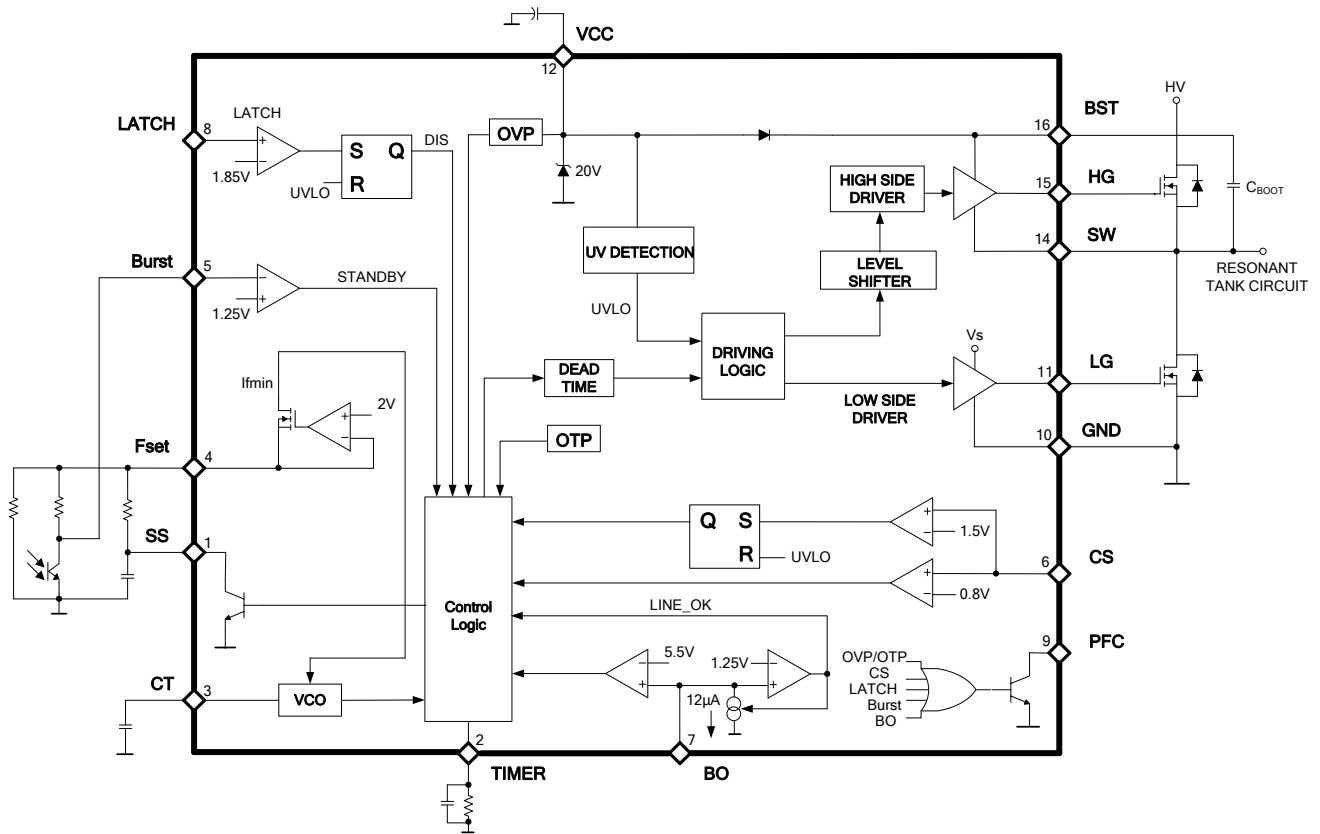 VCC
12
HV
LATCH
8
LATCH
+
−
1.85V
S
Q
R
UVLO
DIS
OVP
20V
BST
16
HIGH SIDE
DRIVER
HG
15
C_BOOT
SW
14
RESONANT
TANK CIRCUIT
UV DETECTION
LEVEL
SHIFTER
Burst
5
−
+
1.25V
STANDBY
UVLO
DRIVING
LOGIC
Vs
LG
11
DEAD
TIME
LOW SIDE
DRIVER
GND
10
Ifmin
2V
+
−
OTP
Fset
4
SS
1
Q
S
R
UVLO
+
−
1.5V
CS
6
+
−
0.8V
Control
Logic
LINE_OK
5.5V
−
+
1.25V
−
+
12µA
PFC
9
OVP/OTP
CS
LATCH
Burst
BO
CT
3
VCO
2
TIMER
7
BO